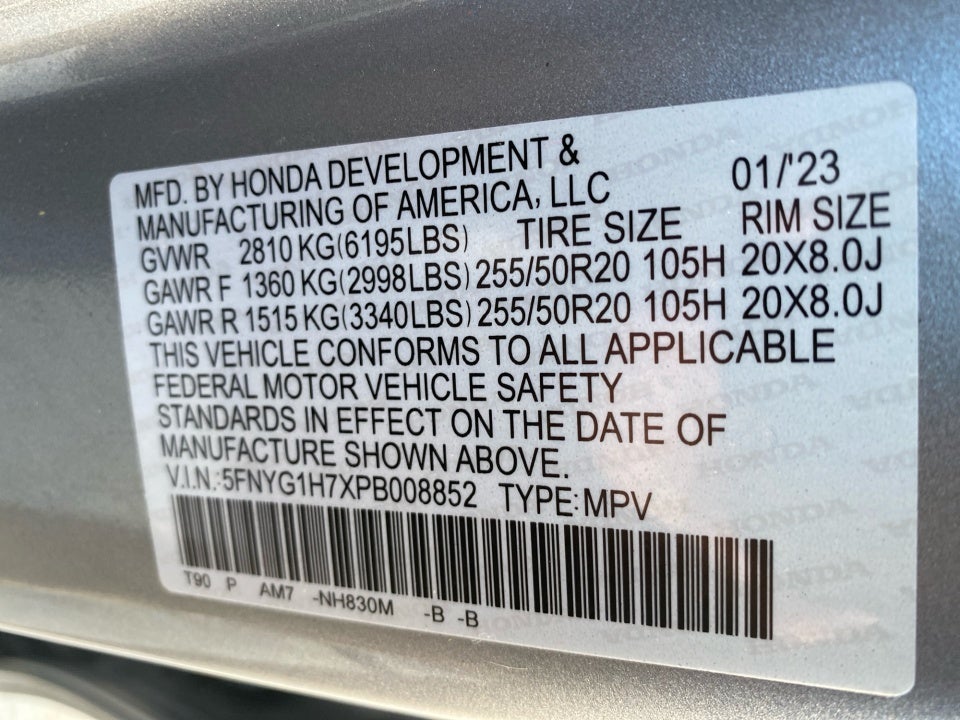 MFD. BY HONDA DEVELOPMENT &
MANUFACTURING OF AMERICA, LLC 01/'23
GVWR 2810 KG(6195LBS) TIRE SIZE RIM SIZE
GAWR F 1360 KG(2998LBS) 255/50R20 105H 20X8.0J
GAWR R 1515 KG(3340LBS) 255/50R20 105H 20X8.0J
THIS VEHICLE CONFORMS TO ALL APPLICABLE
FEDERAL MOTOR VEHICLE SAFETY
STANDARDS IN EFFECT ON THE DATE OF
MANUFACTURE SHOWN ABOVE.
V.I.N.:5FNYG1H7XPB008852 TYPE:MPV
T90 P AM7 -NH830M -B -B